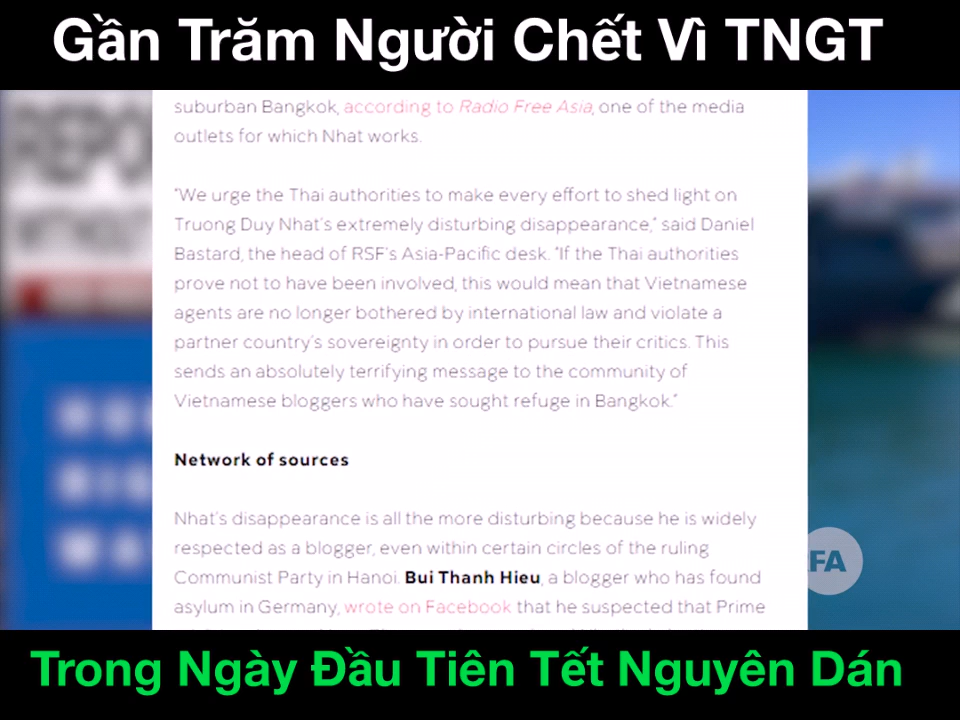 Gần Trăm Người Chết Vì TNGT
suburban Bangkok, according to Radio Free Asia, one of the media
outlets for which Nhat works.
"We urge the Thai authorities to make every effort to shed light on
Truong Duy Nhat's extremely disturbing disappearance," said Daniel
Bastard, the head of RSF's Asia-Pacific desk. "If the Thai authorities
prove not to have been involved, this would mean that Vietnamese
agents are no longer bothered by international law and violate a
partner country's sovereignty in order to pursue their critics. This
sends an absolutely terrifying message to the community of
Vietnamese bloggers who have sought refuge in Bangkok."
Network of sources
Nhat's disappearance is all the more disturbing because he is widely
respected as a blogger, even within certain circles of the ruling
Communist Party in Hanoi. Bui Thanh Hieu, a blogger who has found
asylum in Germany, wrote on Facebook that he suspected that Prime
FA
Trong Ngày Đầu Tiên Tết Nguyên Dán